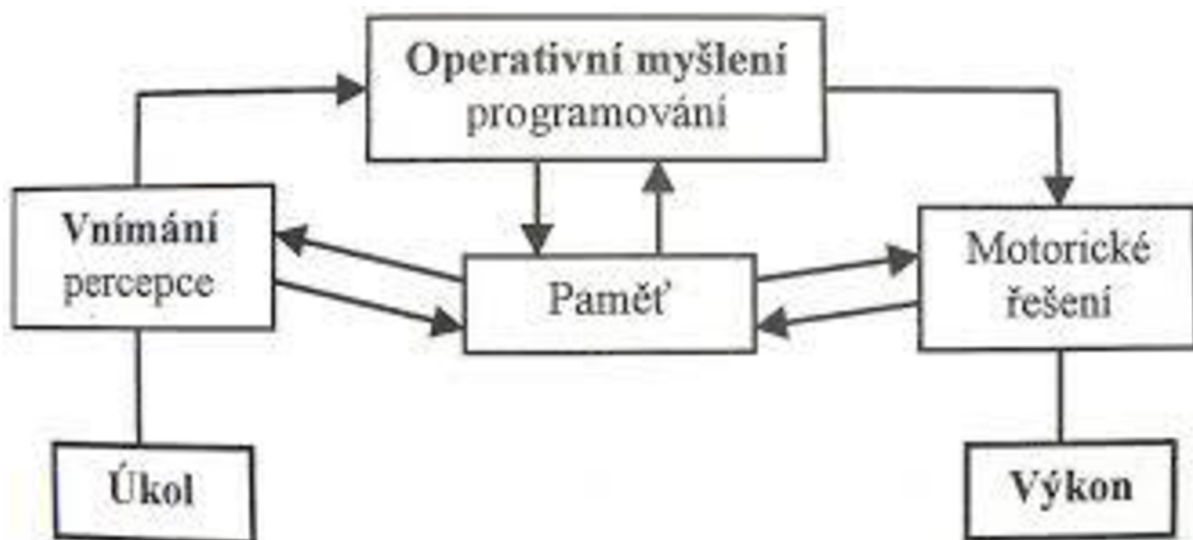 Operativní myšlení
programování
Vnímání
percepce
Paměť
Motorické
řešení
Úkol
Výkon